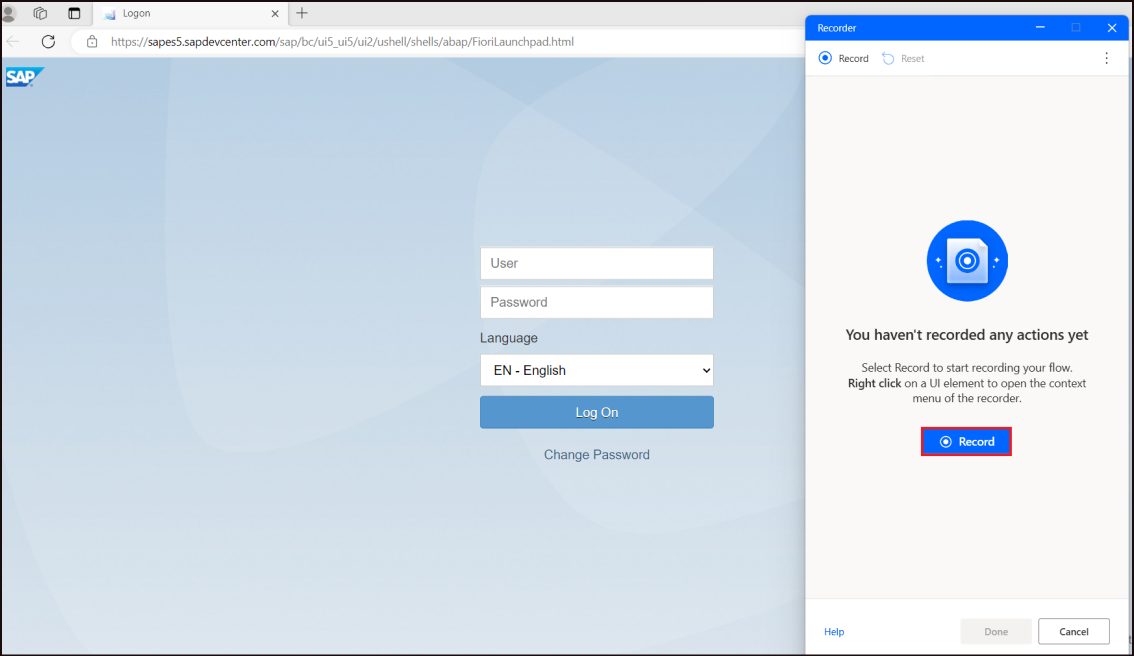 Logon
https://sapes5.sapdevcenter.com/sap/bc/ui5_ui5/ui2/ushell/shells/abap/FioriLaunchpad.html
SAP
User
Password
Language
EN - English
Log On
Change Password
Recorder
Record
Reset
You haven't recorded any actions yet
Select Record to start recording your flow.
Right click on a UI element to open the context
menu of the recorder.
Record
Help
Done
Cancel